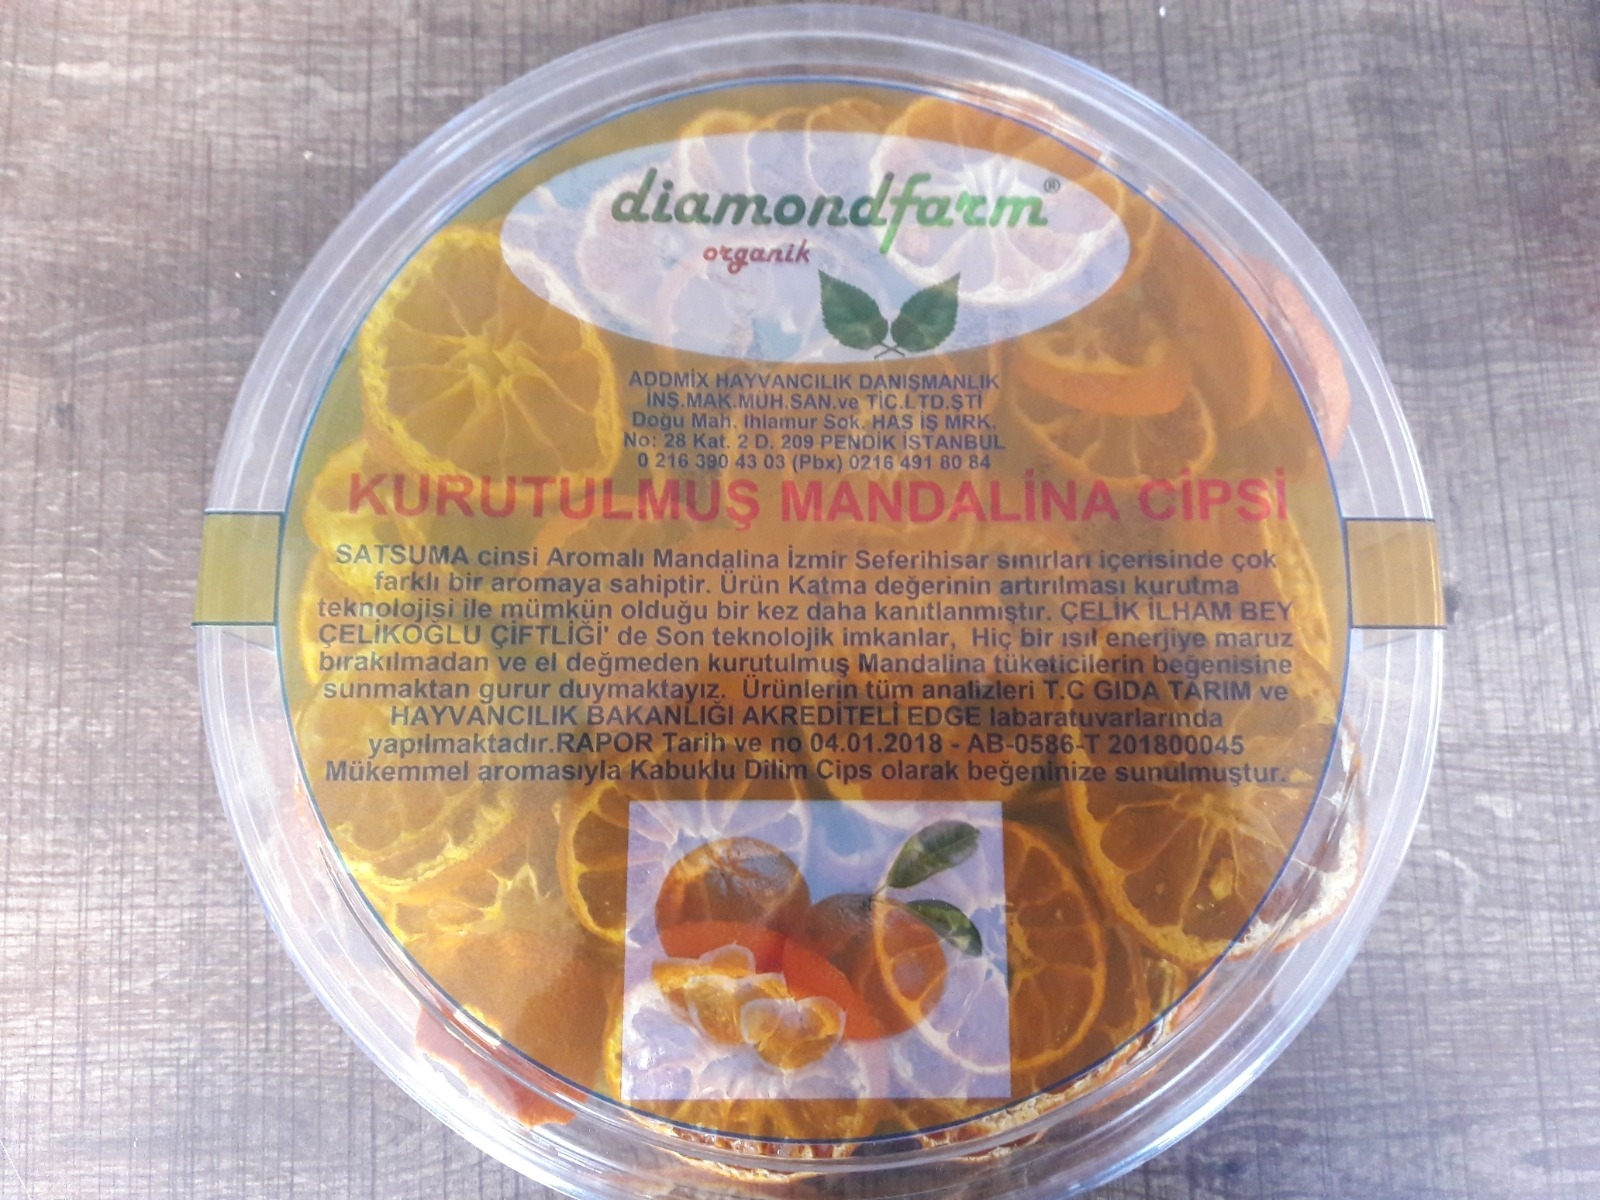 diamondfarm®
organik
ADDMİX HAYVANCILIK DANIŞMANLIK
İNŞ.MAK.MÜH.SAN.ve TİC.LTD.ŞTİ
Doğu Mah. Ihlamur Sok. HAS İŞ MRK.
No: 28 Kat. 2 D. 209 PENDİK İSTANBUL
0 216 390 43 03 (Pbx) 0216 491 80 84
KURUTULMUŞ MANDALİNA CİPSİ
SATSUMA cinsi Aromalı Mandalina İzmir Seferihisar sınırları içerisinde çok
farklı bir aromaya sahiptir. Ürün Katma değerinin artırılması kurutma
teknolojisi ile mümkün olduğu bir kez daha kanıtlanmıştır. ÇELİK İLHAM BEY
ÇELİKOĞLU ÇİFTLİĞİ' de Son teknolojik imkanlar, Hiç bir ısıl enerjiye maruz
bırakılmadan ve el değmeden kurutulmuş Mandalina tüketicilerin beğenisine
sunmaktan gurur duymaktayız. Ürünlerin tüm analizleri T.C GIDA TARIM ve
HAYVANCILIK BAKANLIĞI AKREDİTELİ EDGE labaratuvarlarında
yapılmaktadır.RAPOR Tarih ve no 04.01.2018 - AB-0586-T 201800045
Mükemmel aromasıyla Kabuklu Dilim Cips olarak beğeninize sunulmuştur.